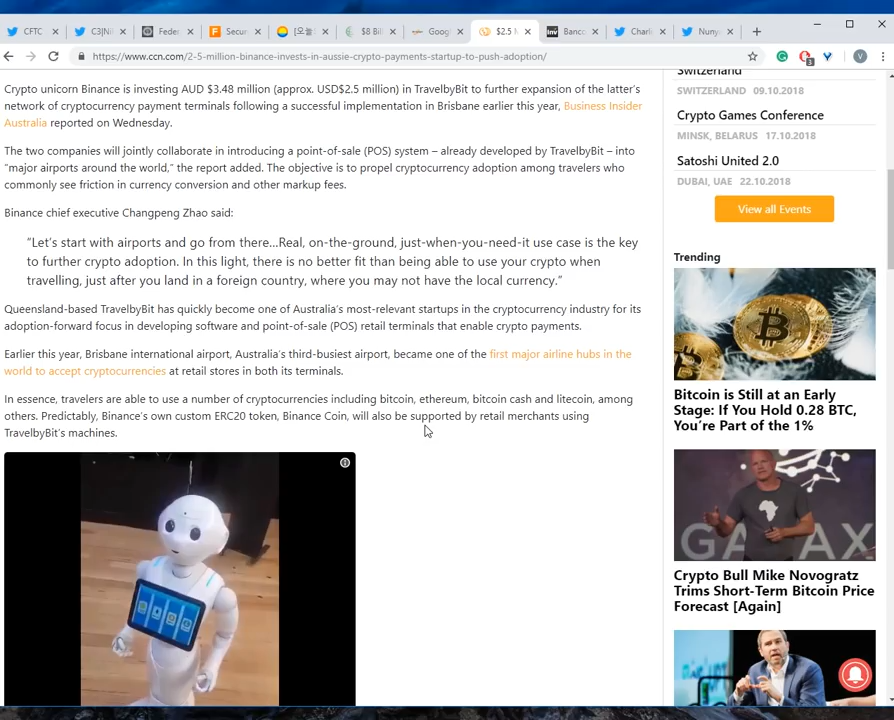 CFTC
C3|Ni
Feder
Secur
$8 Bil
Googl
$2.5 M
Banco
Charli
Nuny
https://www.ccn.com/2-5-million-binance-invests-in-aussie-crypto-payments-startup-to-push-adoption/
V
3
Crypto unicorn Binance is investing AUD $3.48 million (approx. USD$2.5 million) in TravelbyBit to further expansion of the latter's
network of cryptocurrency payment terminals following a successful implementation in Brisbane earlier this year, Business Insider
Australia reported on Wednesday.
The two companies will jointly collaborate in introducing a point-of-sale (POS) system – already developed by TravelbyBit – into
“major airports around the world,” the report added. The objective is to propel cryptocurrency adoption among travelers who
commonly see friction in currency conversion and other markup fees.
Binance chief executive Changpeng Zhao said:
“Let's start with airports and go from there...Real, on-the-ground, just-when-you-need-it use case is the key
to further crypto adoption. In this light, there is no better fit than being able to use your crypto when
travelling, just after you land in a foreign country, where you may not have the local currency.”
Queensland-based TravelbyBit has quickly become one of Australia's most-relevant startups in the cryptocurrency industry for its
adoption-forward focus in developing software and point-of-sale (POS) retail terminals that enable crypto payments.
Earlier this year, Brisbane international airport, Australia's third-busiest airport, became one of the first major airline hubs in the
world to accept cryptocurrencies at retail stores in both its terminals.
In essence, travelers are able to use a number of cryptocurrencies including bitcoin, ethereum, bitcoin cash and litecoin, among
others. Predictably, Binance's own custom ERC20 token, Binance Coin, will also be supported by retail merchants using
TravelbyBit's machines.
Switzerland
SWITZERLAND 09.10.2018
Crypto Games Conference
MINSK, BELARUS 17.10.2018
Satoshi United 2.0
DUBAI, UAE 22.10.2018
View all Events
Trending
Bitcoin is Still at an Early
Stage: If You Hold 0.28 BTC,
You're Part of the 1%
GALAX
Crypto Bull Mike Novogratz
Trims Short-Term Bitcoin Price
Forecast [Again]